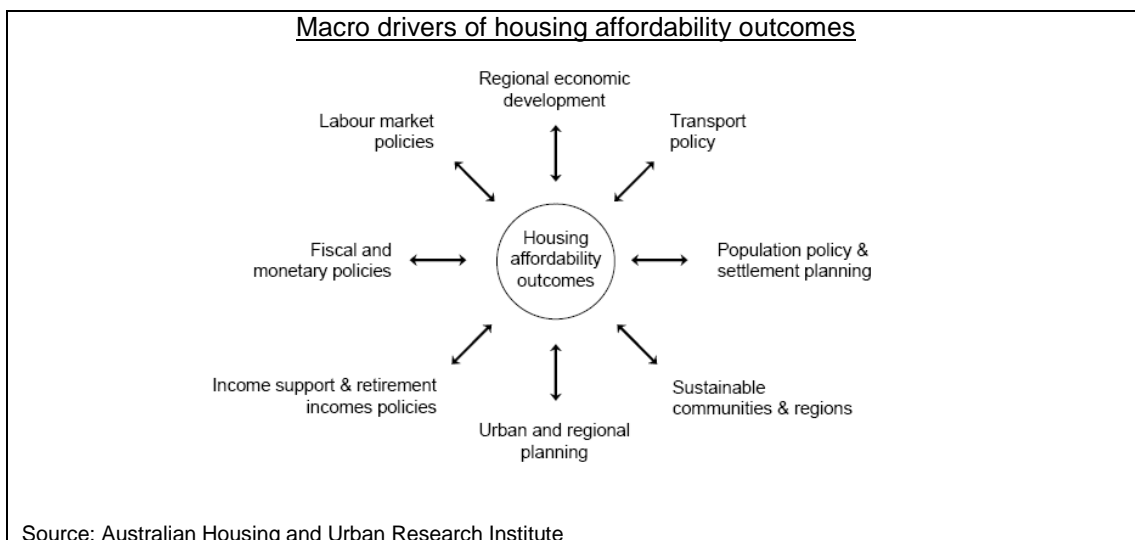 Macro drivers of housing affordability outcomes
Regional economic
development
Labour market
policies
Transport
policy
Fiscal and
monetary policies
Housing
affordability
outcomes
Population policy &
settlement planning
Income support & retirement
incomes policies
Sustainable
communities & regions
Urban and regional
planning
Source: Australian Housing and Urban Research Institute